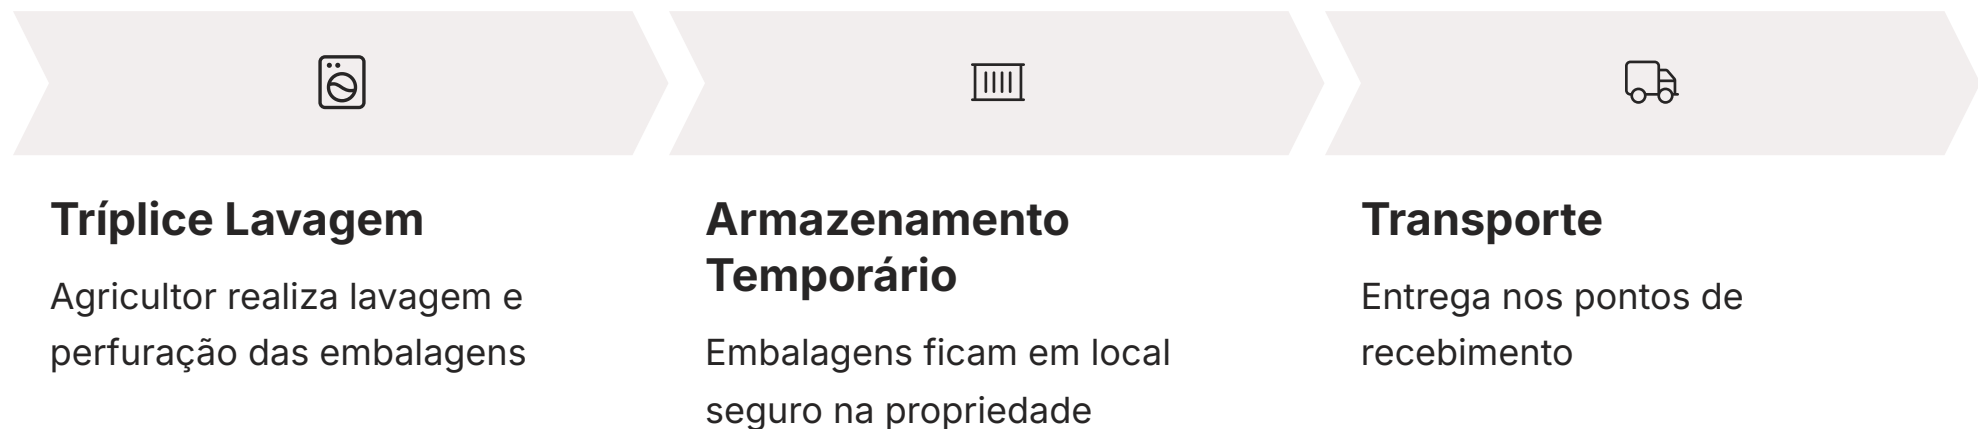 Tríplice Lavagem
Agricultor realiza lavagem e
perfuração das embalagens
Armazenamento
Temporário
Embalagens ficam em local
seguro na propriedade
Transporte
Entrega nos pontos de
recebimento